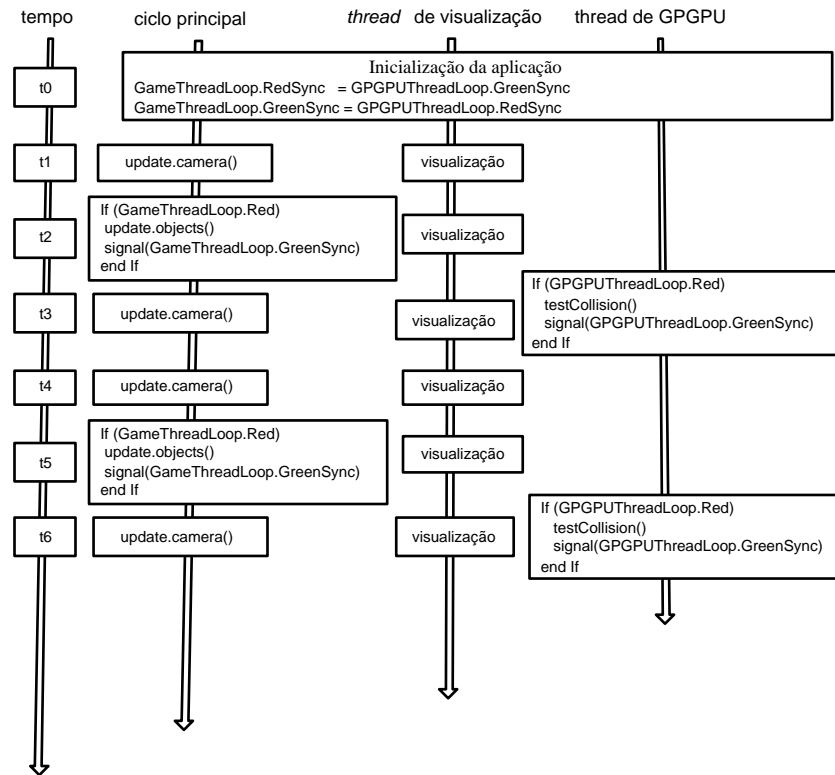 tempo
ciclo principal
thread de visualização
thread de GPGPU
t0
Inicialização da aplicação
GameThreadLoop.RedSync = GPGPUThreadLoop.GreenSync
GameThreadLoop.GreenSync = GPGPUThreadLoop.RedSync
t1
update.camera()
visualização
t2
If (GameThreadLoop.Red)
update.objects()
signal(GameThreadLoop.GreenSync)
end If
visualização
t3
update.camera()
visualização
If (GPGPUThreadLoop.Red)
testCollision()
signal(GPGPUThreadLoop.GreenSync)
end If
t4
update.camera()
visualização
t5
If (GameThreadLoop.Red)
update.objects()
signal(GameThreadLoop.GreenSync)
end If
visualização
t6
update.camera()
visualização
If (GPGPUThreadLoop.Red)
testCollision()
signal(GPGPUThreadLoop.GreenSync)
end If